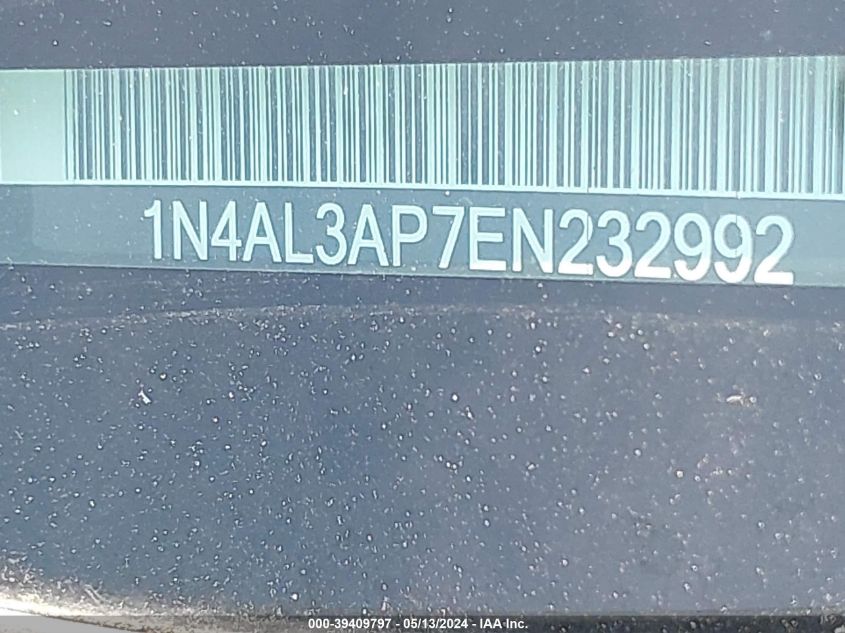 1N4AL3AP7EN232992
000-39409797 - 05/13/2024 - IAA Inc.